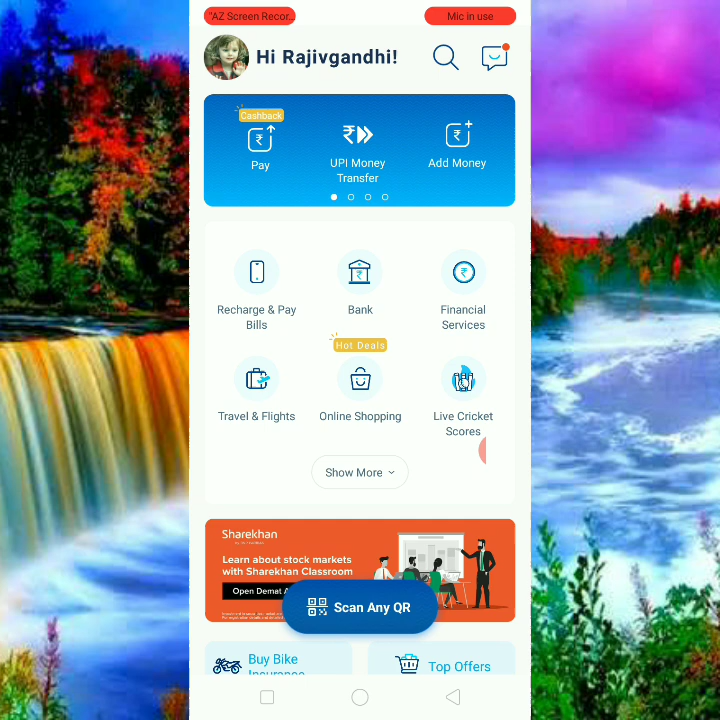 'AZ Screen Recor..
Mic in use
Hi Rajivgandhi!
Cashback
Pay
UPI Money
Transfer
Add Money
Recharge & Pay
Bills
Bank
Financial
Services
Hot Deals
Travel & Flights
Online Shopping
Live Cricket
Scores
Show More
Sharekhan
Learn about stock markets
with Sharekhan Classroom
Open Demat A
Scan Any QR
Buy Bike
Insurance
Top Offers